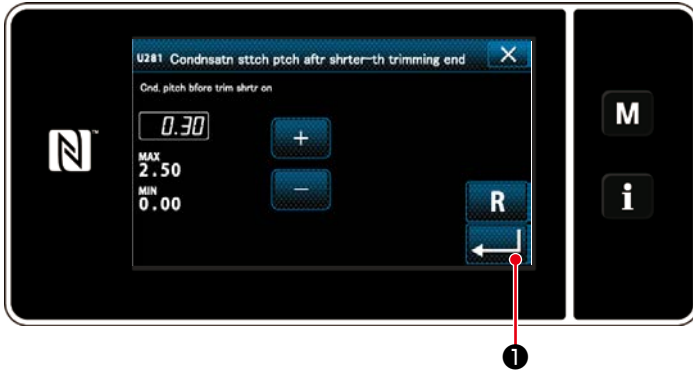 U281 Condnsatn sttch ptch aftr shrter-th trimming end
Cnd. pitch bfore trim shrtr on
0.30
+
MAX
2.50
MIN
0.00
−
R
M
i
N
❶